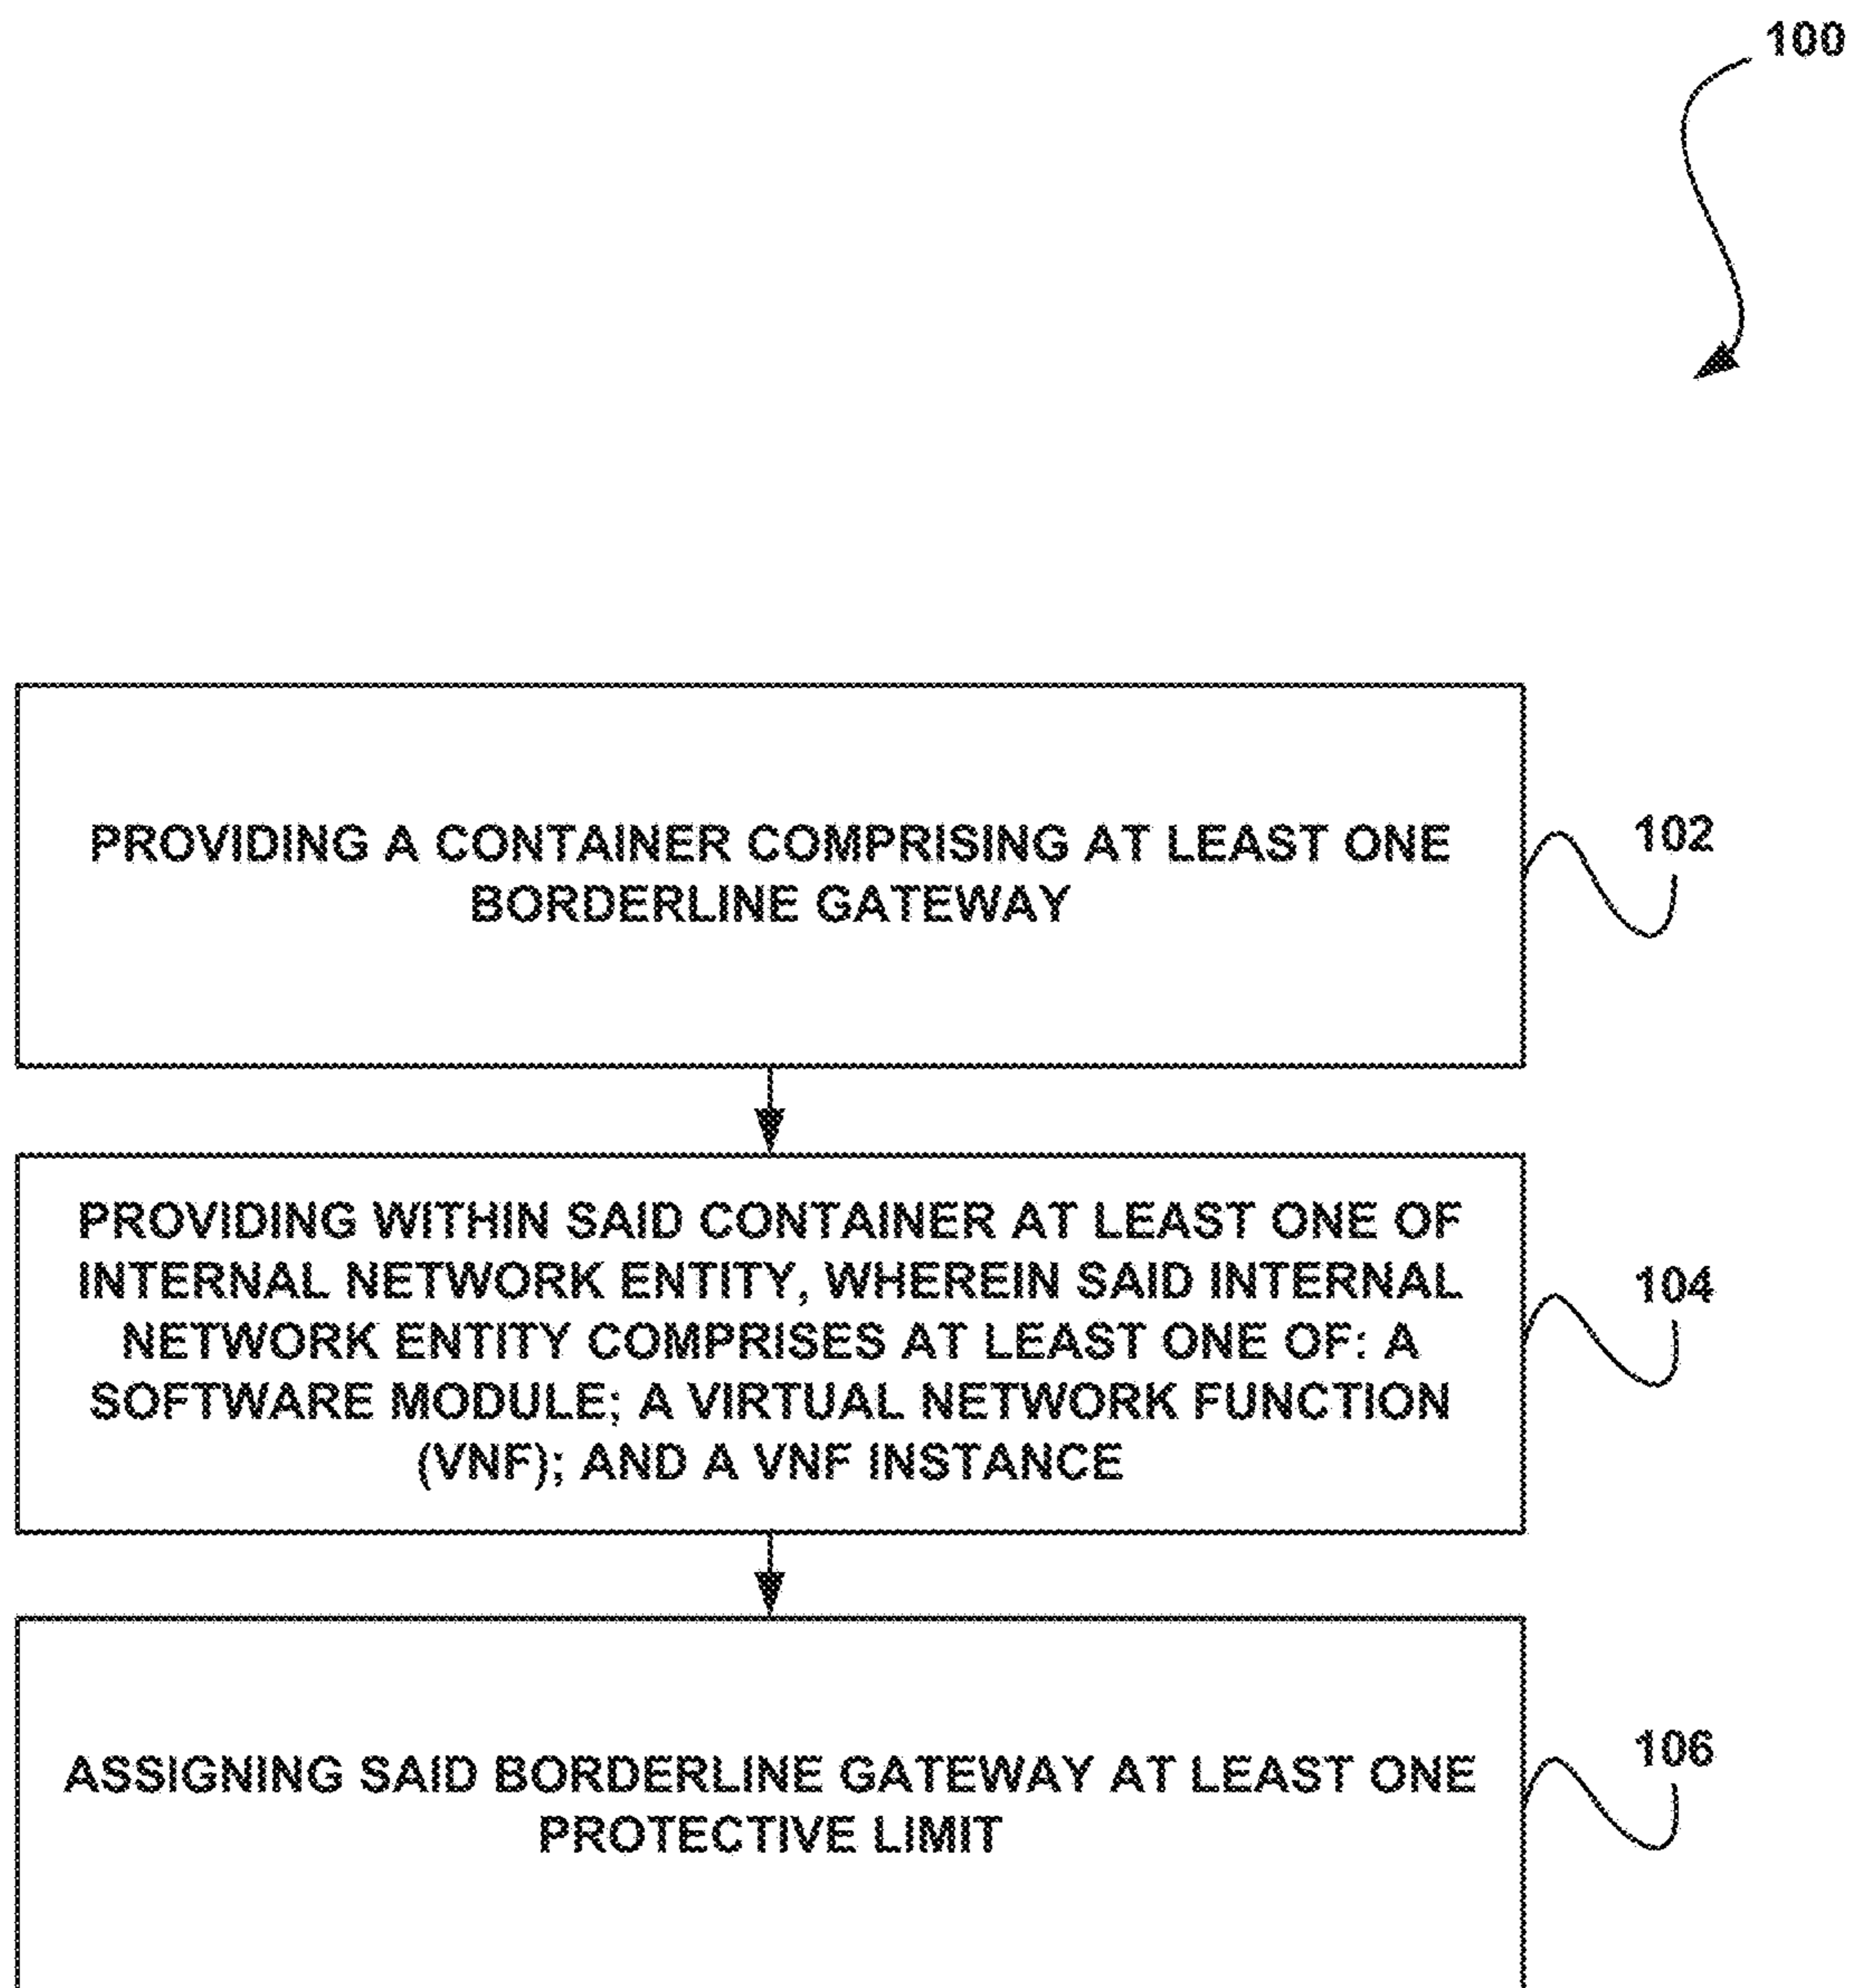 100
PROVIDING A CONTAINER COMPRISING AT LEAST ONE
BORDERLINE GATEWAY
102
PROVIDING WITHIN SAID CONTAINER AT LEAST ONE OF
INTERNAL NETWORK ENTITY, WHEREIN SAID INTERNAL
NETWORK ENTITY COMPRISES AT LEAST ONE OF: A
SOFTWARE MODULE; A VIRTUAL NETWORK FUNCTION
(VNF); AND A VNF INSTANCE
104
ASSIGNING SAID BORDERLINE GATEWAY AT LEAST ONE
PROTECTIVE LIMIT
106